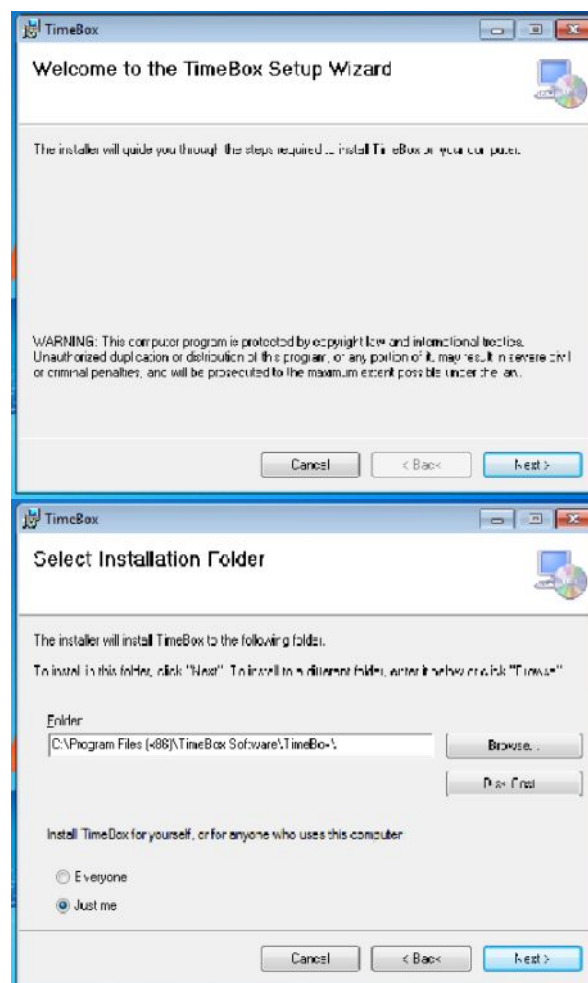 TimeBox
Welcome to the TimeBox Setup Wizard
The installer will guide you through the steps required to install TimeBox on your computer.
WARNING: This computer program is protected by copyright law and international treaties.
Unauthorized duplication or distribution of this program, or any portion of it, may result in severe civil
or criminal penalties, and will be prosecuted to the maximum extent possible under the law.
Cancel
< Back
Next >
TimeBox
Select Installation Folder
The installer will install TimeBox to the following folder.
To install in this folder, click "Next". To install to a different folder, enter it below or click "Browse".
Folder:
C:\Program Files (x86)\TimeBox Software\TimeBox\
Browse...
Disk Cost...
Install TimeBox for yourself, or for anyone who uses this computer:
Everyone
Just me
Cancel
< Back
Next >